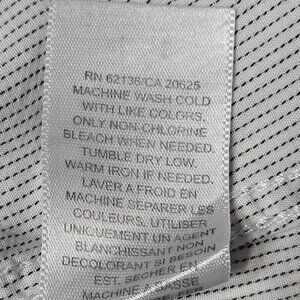 RN 62136/CA 20625
MACHINE WASH COLD
WITH LIKE COLORS.
ONLY NON-CHLORINE
BLEACH WHEN NEEDED.
TUMBLE DRY LOW.
WARM IRON IF NEEDED.
LAVER A FROID EN
MACHINE SEPARER LES
COULEURS. UTILISER
UNIQUEMENT UN AGENT
BLANCHISSANT NON
DECOLORANT SI BESOIN
EST. SECHER EN
MACHINE A BASSE